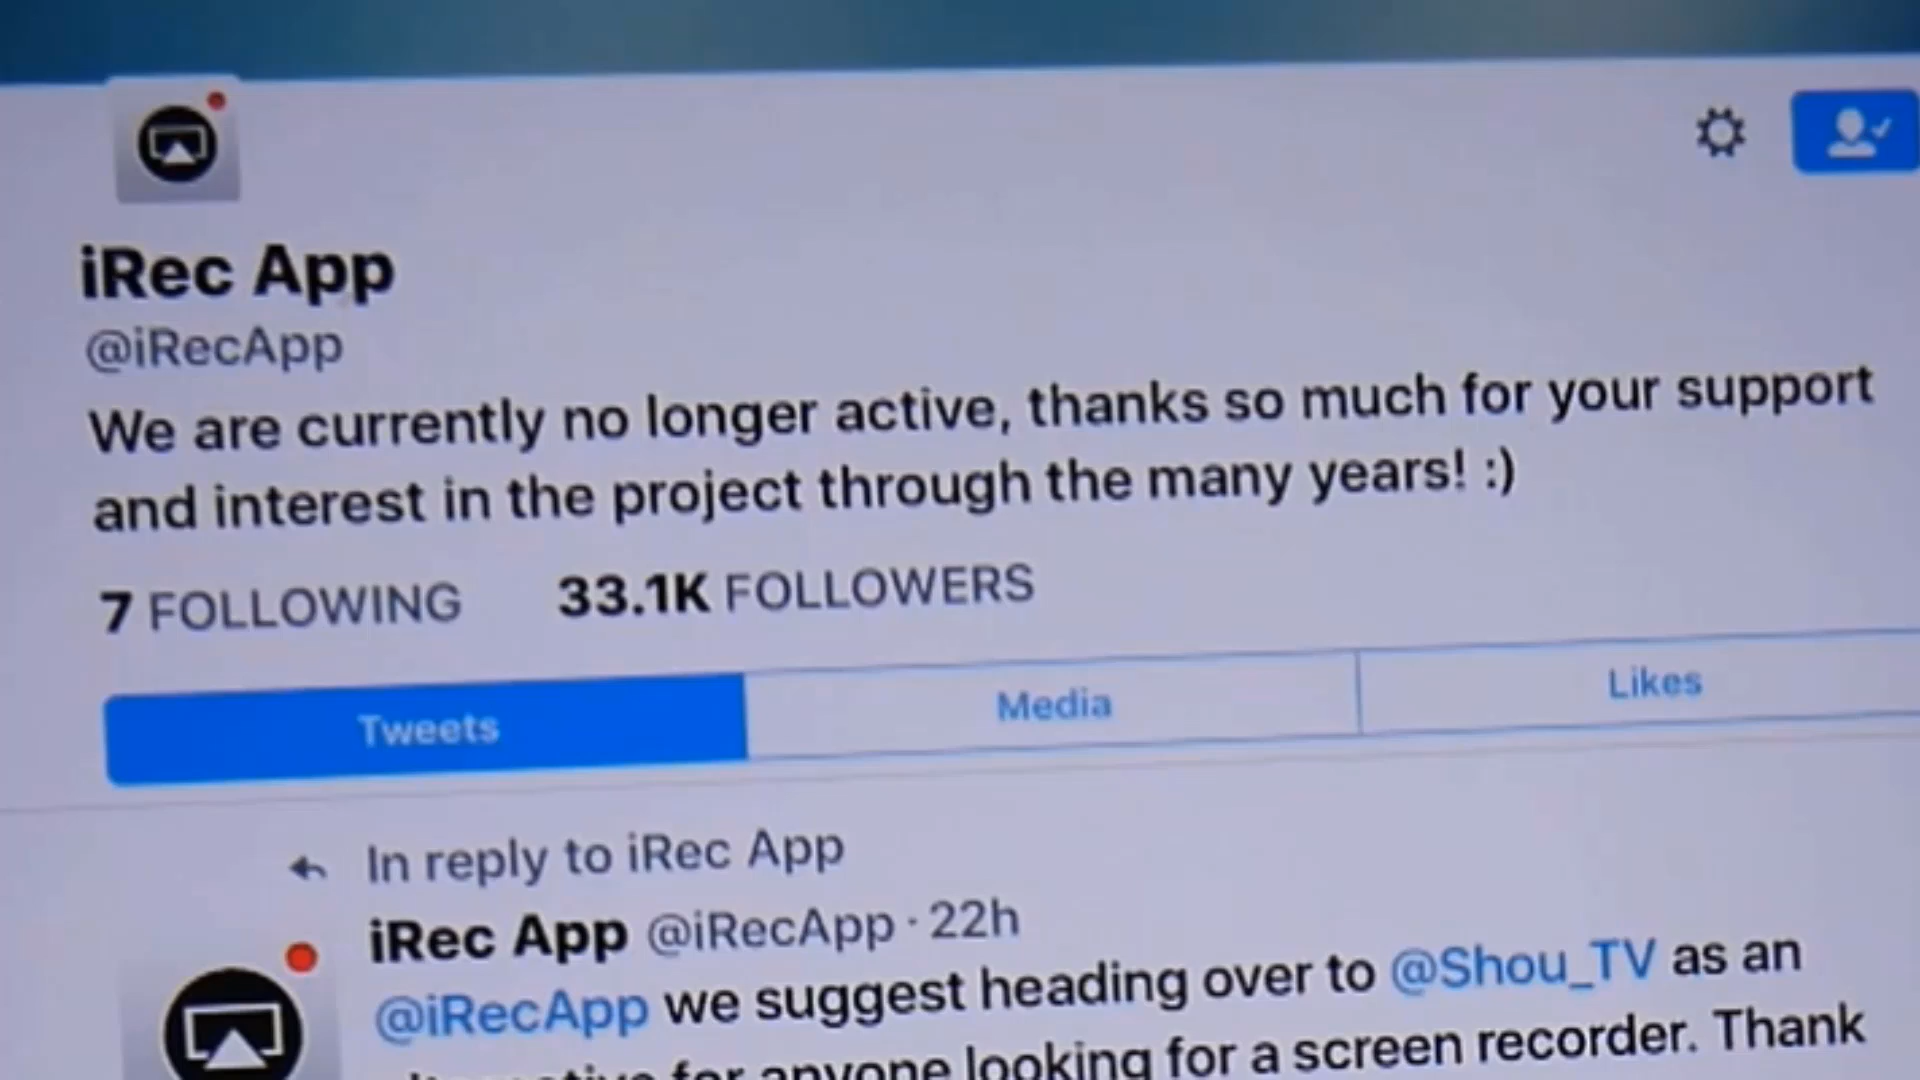 iRec App
@iRecApp
We are currently no longer active, thanks so much for your support
and interest in the project through the many years! :)
7 FOLLOWING 33.1K FOLLOWERS
Tweets Media Likes
In reply to iRec App
iRec App @iRecApp · 22h
@iRecApp we suggest heading over to @Shou_TV as an
for anyone looking for a screen recorder. Thank